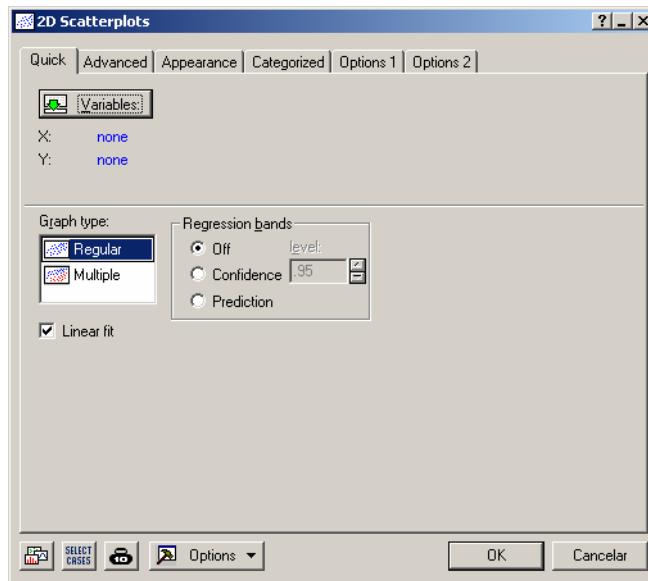 2D Scatterplots
Quick Advanced Appearance Categorized Options 1 Options 2
Variables:
X: none
Y: none
Graph type:
Regular
Multiple
Regression bands
Off level:
Confidence .95
Prediction
Linear fit
SELECT
CASES
Options
OK Cancelar